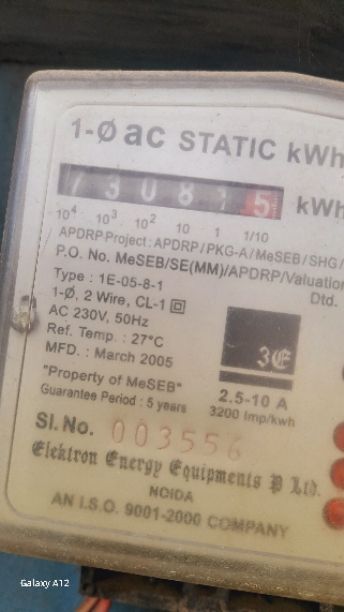 1-Ø ac STATIC kWh
7308 5 kWh
10⁴ 10³ 10² 10 1 1/10
APDRP Project : APDRP / PKG-A / MeSEB / SHG /
P.O. No. MeSEB/SE(MM)/APDRP/Valuation
Dtd.
Type : 1E-05-8-1
1-Ø, 2 Wire, CL-1
AC 230V, 50Hz
Ref. Temp. : 27°C
MFD. : March 2005
"Property of MeSEB"
Guarantee Period : 5 years
3E
2.5-10 A
3200 Imp/kwh
Sl. No. 003556
Elektron Energy Equipments P Ltd.
NOIDA
AN I.S.O. 9001-2000 COMPANY
Galaxy A12